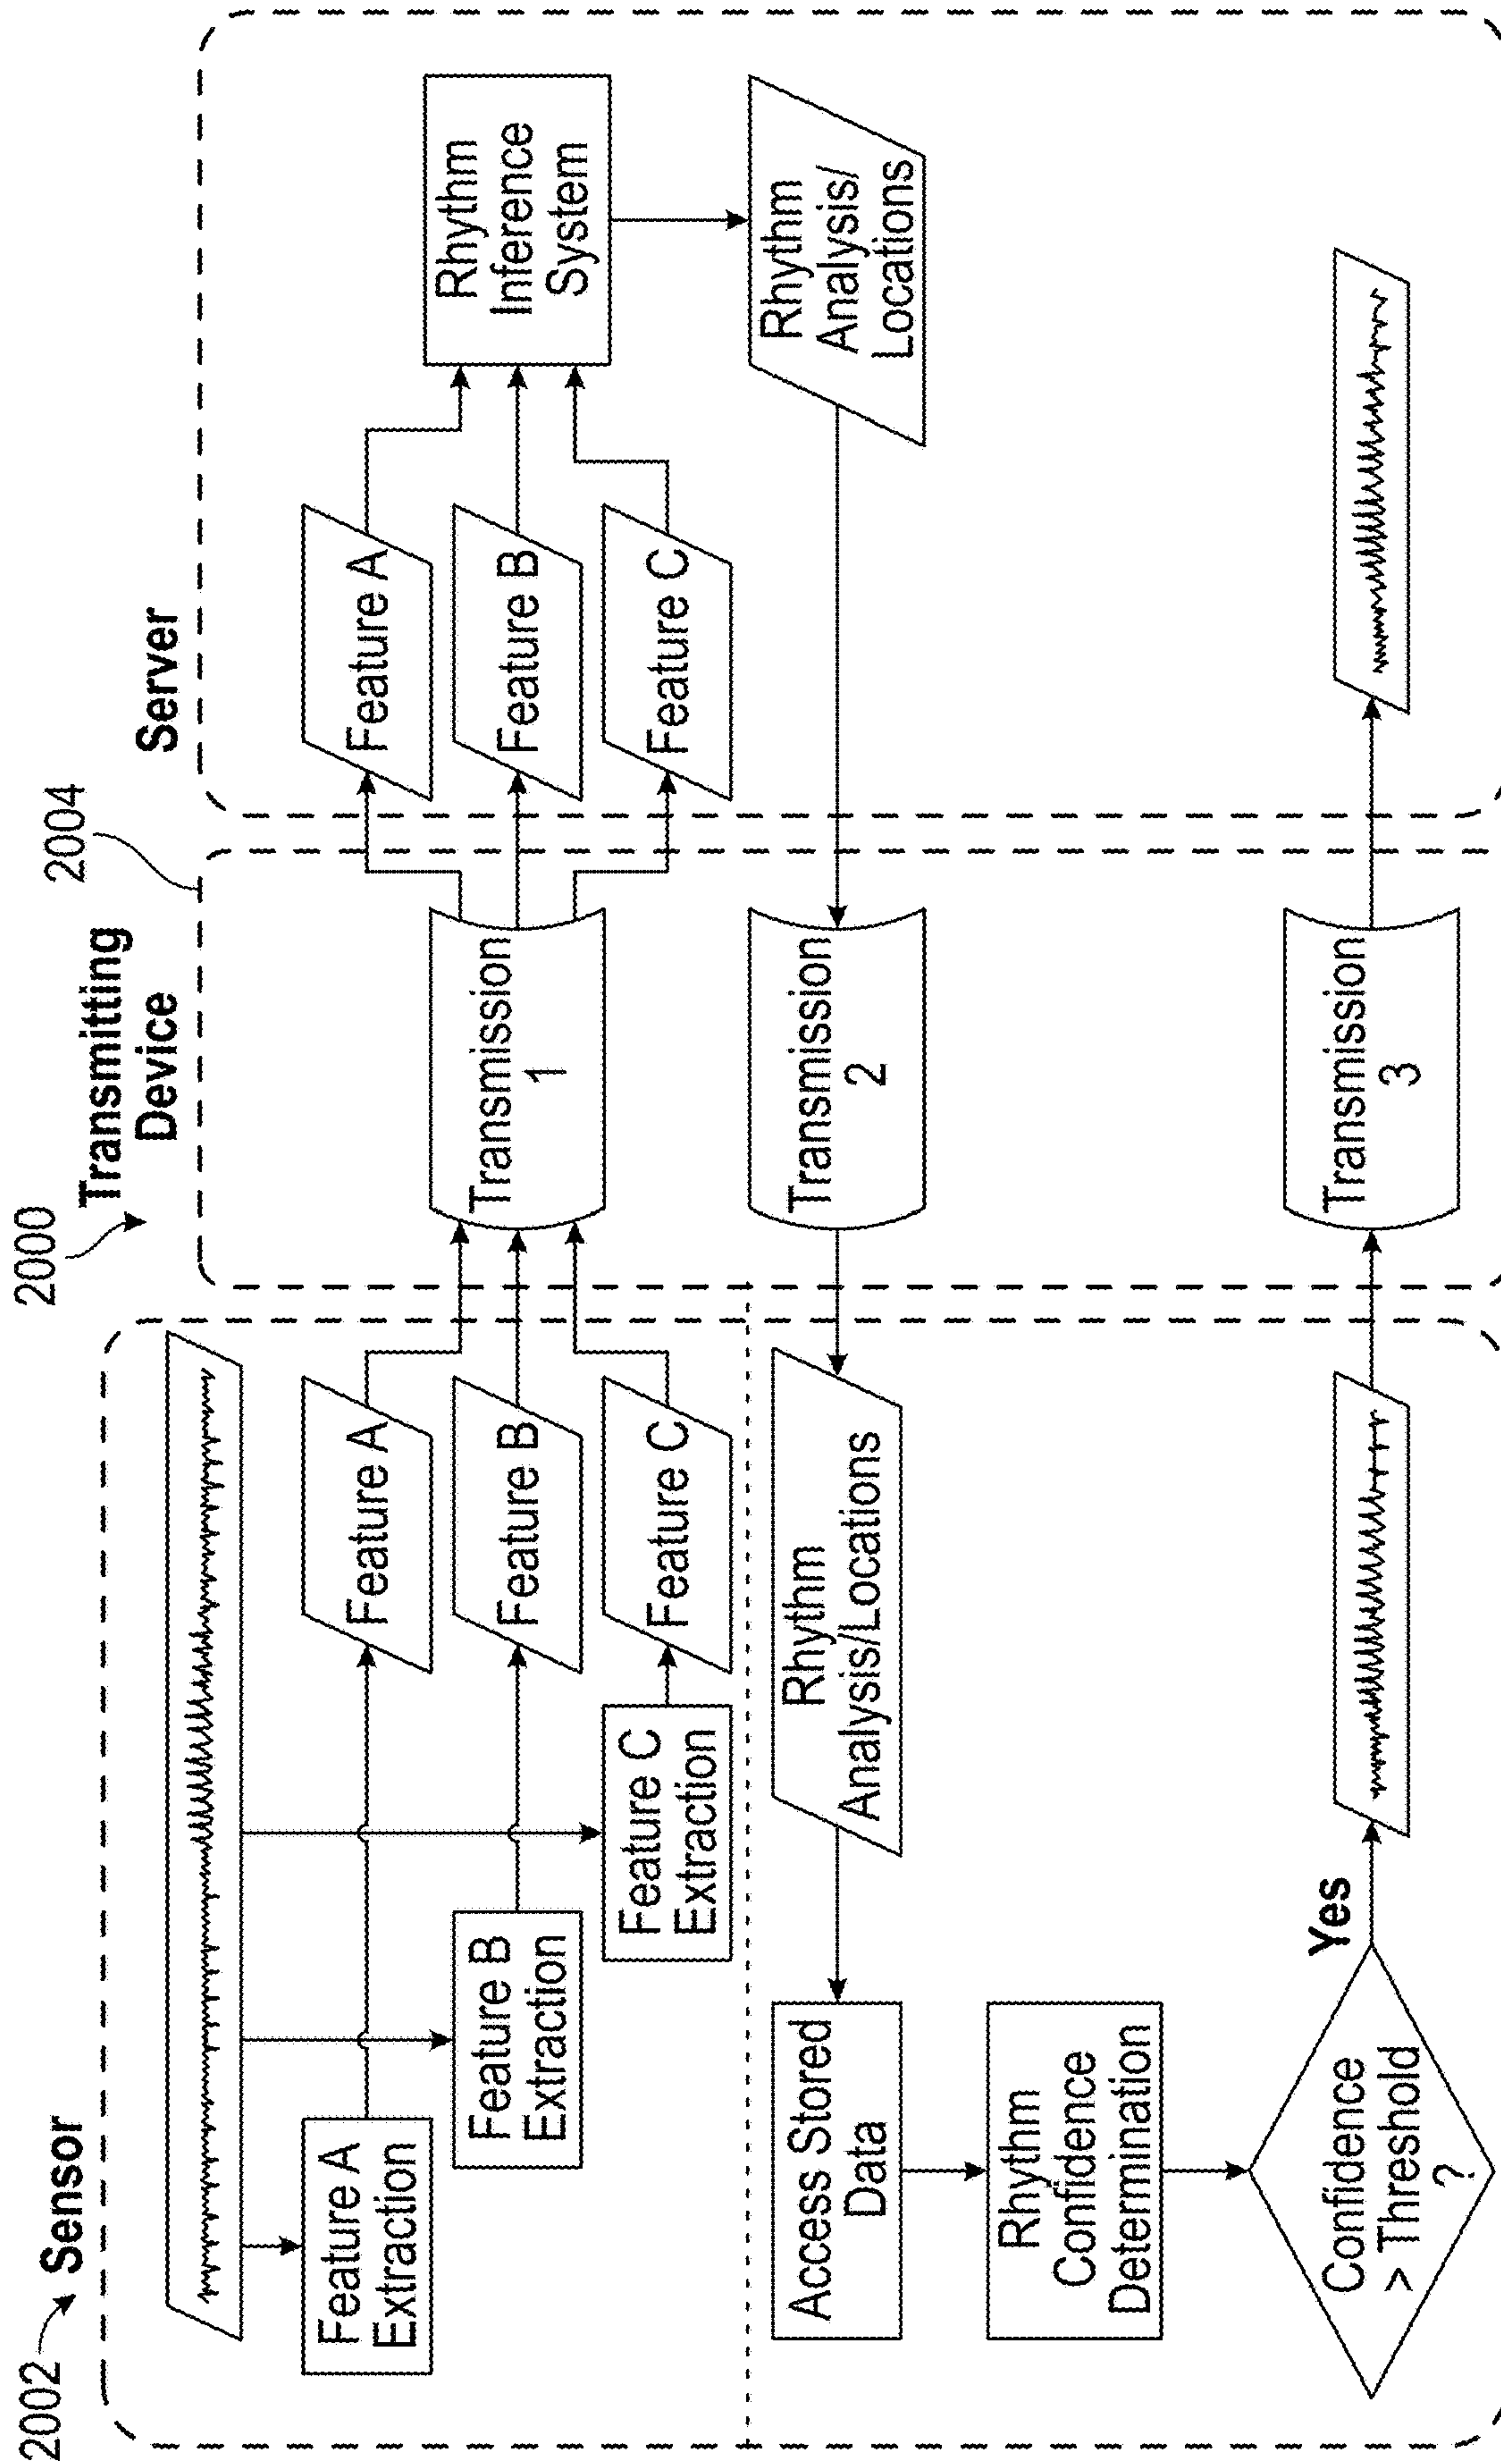 2000
2002
Sensor
Transmitting
Device
2004
Server
Feature A
Extraction
Feature B
Extraction
Feature C
Extraction
Feature A
Feature B
Feature C
Transmission
1
Feature A
Feature B
Feature C
Rhythm
Inference
System
Rhythm
Analysis/
Locations
Transmission
2
Rhythm
Analysis/Locations
Access Stored
Data
Rhythm
Confidence
Determination
Confidence
> Threshold
?
Yes
Transmission
3